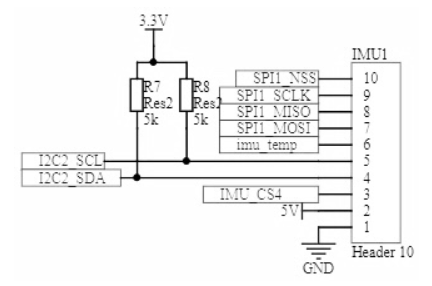 3.3V
IMU1
R7
Res2
5k
R8
Res2
5k
SPI1_NSS
10
SPI1_SCLK
9
SPI1_MISO
8
SPI1_MOSI
7
imu_temp
6
I2C2_SCL
5
I2C2_SDA
4
IMU_CS4
3
5V
2
1
Header 10
GND